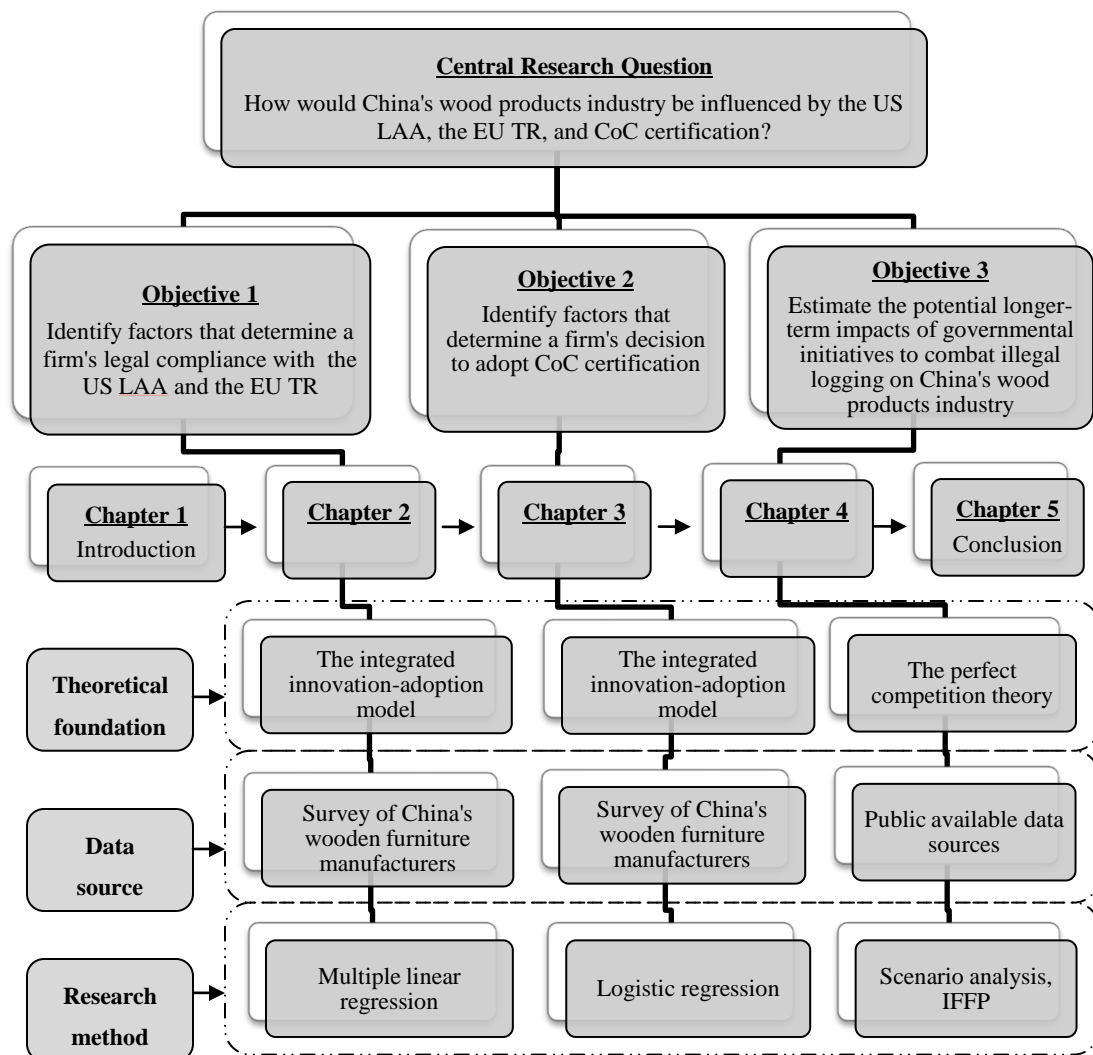 Central Research Question
How would China's wood products industry be influenced by the US
LAA, the EU TR, and CoC certification?
Objective 1
Identify factors that determine a
firm's legal compliance with the
US LAA and the EU TR
Objective 2
Identify factors that
determine a firm's decision
to adopt CoC certification
Objective 3
Estimate the potential longer-
term impacts of governmental
initiatives to combat illegal
logging on China's wood
products industry
Chapter 1
Introduction
Chapter 2
Chapter 3
Chapter 4
Chapter 5
Conclusion
Theoretical
foundation
The integrated
innovation-adoption
model
The integrated
innovation-adoption
model
The perfect
competition theory
Data
source
Survey of China's
wooden furniture
manufacturers
Survey of China's
wooden furniture
manufacturers
Public available data
sources
Research
method
Multiple linear
regression
Logistic regression
Scenario analysis,
IFFP